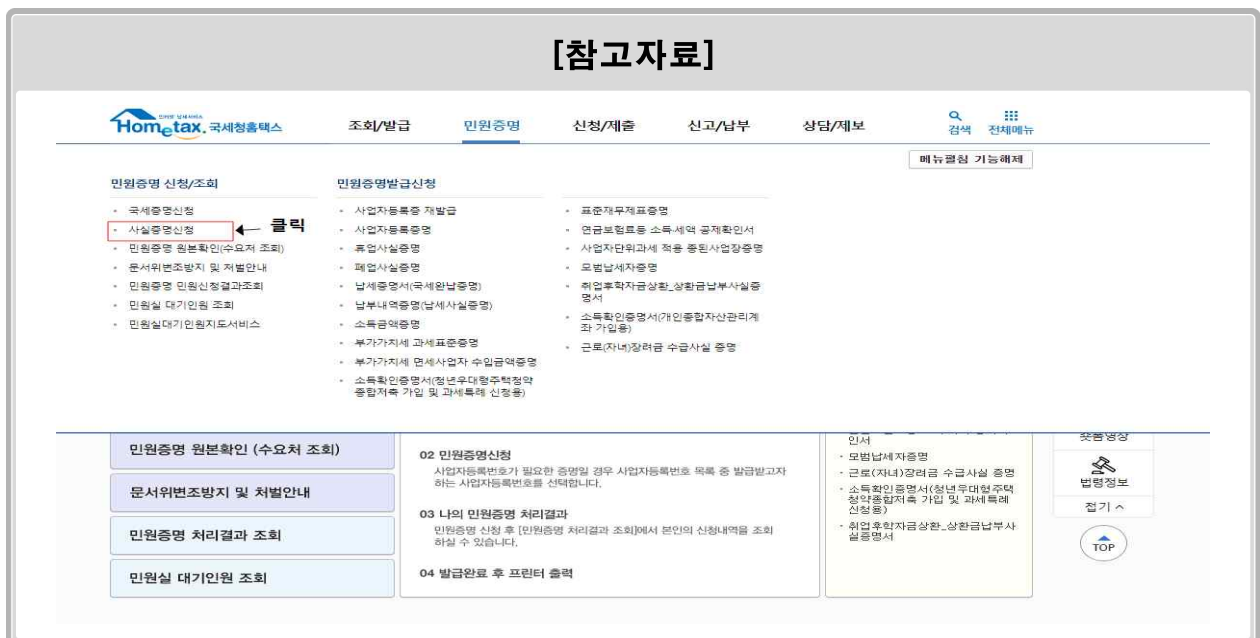 [참고자료]
Hometax. 국세청홈택스
조회/발급
민원증명
신청/제출
신고/납부
상담/제보
검색
전체메뉴
메뉴펼침 기능해제
민원증명 신청/조회
국세증명신청
사실증명신청
클릭
민원증명 원본확인(수요처 조회)
문서위변조방지 및 처벌안내
민원증명 민원신청결과조회
민원실 대기인원 조회
민원실대기인원지도서비스
민원증명발급신청
사업자등록증 재발급
사업자등록증명
휴업사실증명
폐업사실증명
납세증명서(국세완납증명)
납부내역증명(납세사실증명)
소득금액증명
부가가치세 과세표준증명
부가가치세 면세사업자 수입금액증명
소득확인증명서(청년우대형주택청약
종합저축 가입 및 과세특례 신청용)
표준재무제표증명
연금보험료등 소득·세액 공제확인서
사업자단위과세 적용 종된사업장증명
모범납세자증명
취업후학자금상환_상환금납부사실증
명서
소득확인증명서(개인종합자산관리계
좌 가입용)
근로(자녀)장려금 수급사실 증명
민원증명 원본확인 (수요처 조회)
문서위변조방지 및 처벌안내
민원증명 처리결과 조회
민원실 대기인원 조회
02 민원증명신청
사업자등록번호가 필요한 증명일 경우 사업자등록번호 목록 중 발급받고자
하는 사업자등록번호를 선택합니다.
03 나의 민원증명 처리결과
민원증명 신청 후 [민원증명 처리결과 조회]에서 본인의 신청내역을 조회
하실 수 있습니다.
04 발급완료 후 프린터 출력
인서
모범납세자증명
근로(자녀)장려금 수급사실 증명
소득확인증명서(청년우대형주택
청약종합저축 가입 및 과세특례
신청용)
취업후학자금상환_상환금납부사
실증명서
숏폼영상
법령정보
접기
TOP